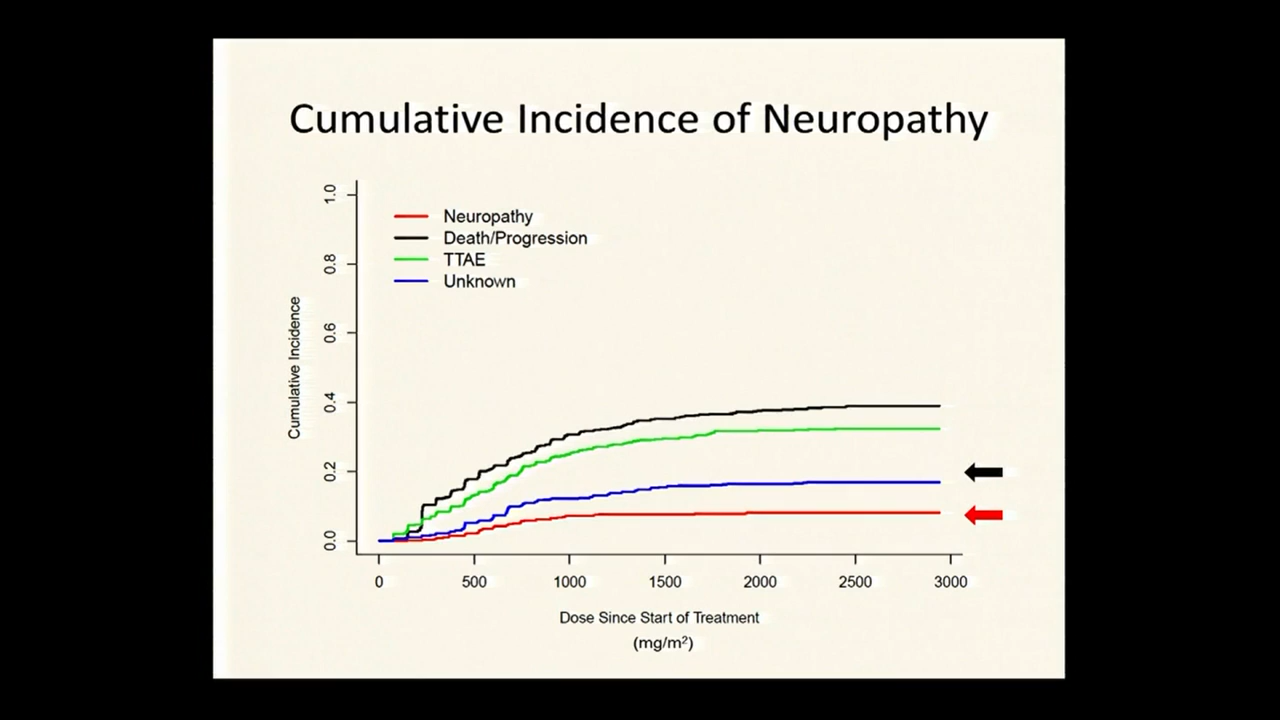 Cumulative Incidence of Neuropathy
1.0
0.8
0.6
0.4
0.2
0.0
Cumulative Incidence
Neuropathy
Death/Progression
TTAE
Unknown
0 500 1000 1500 2000 2500 3000
Dose Since Start of Treatment
(mg/m²)